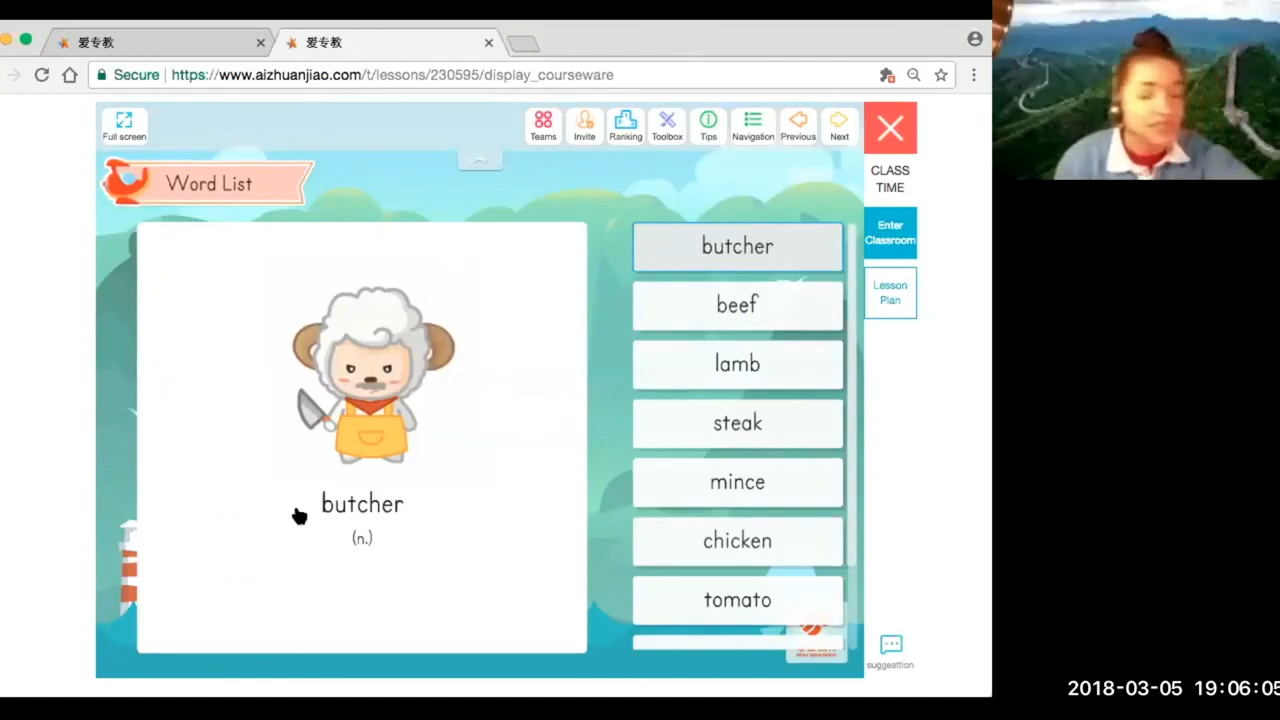 爱专教
爱专教
Secure
https://www.aizhuanjiao.com/t/lessons/230595/display_courseware
Full screen
Teams
Invite
Ranking
Toolbox
Tips
Navigation
Previous
Next
CLASS
TIME
Enter
Classroom
Lesson
Plan
Word List
butcher
(n.)
butcher
beef
lamb
steak
mince
chicken
tomato
suggesttion
2018-03-05 19:06:05